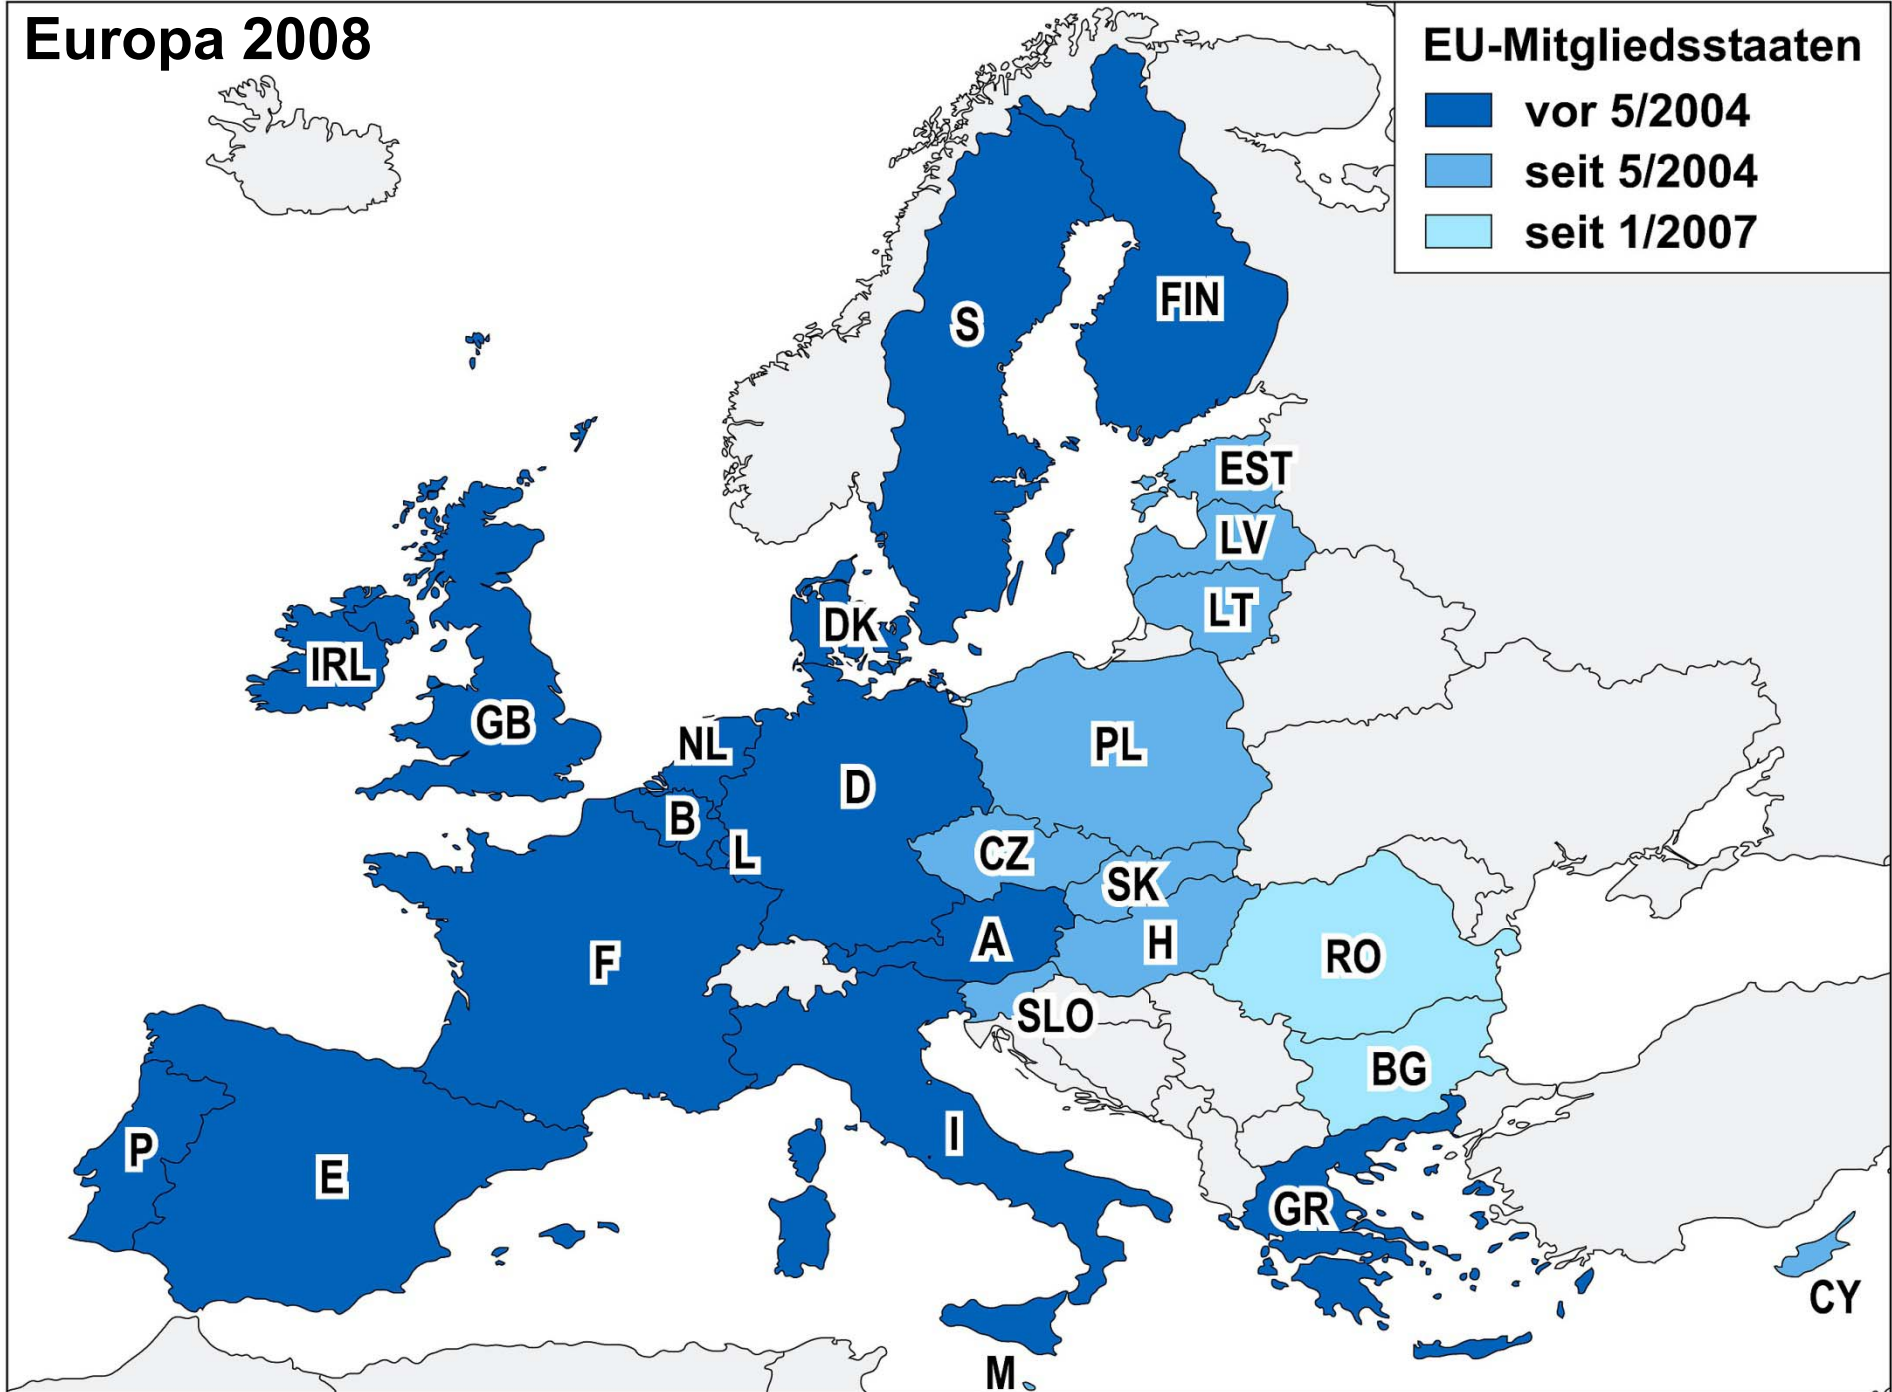 Europa 2008
EU-Mitgliedsstaaten
vor 5/2004
seit 5/2004
seit 1/2007
FIN
S
EST
LV
LT
DK
IRL
GB
NL
PL
D
B
L
CZ
SK
A
H
F
RO
SLO
BG
I
P
E
GR
CY
M